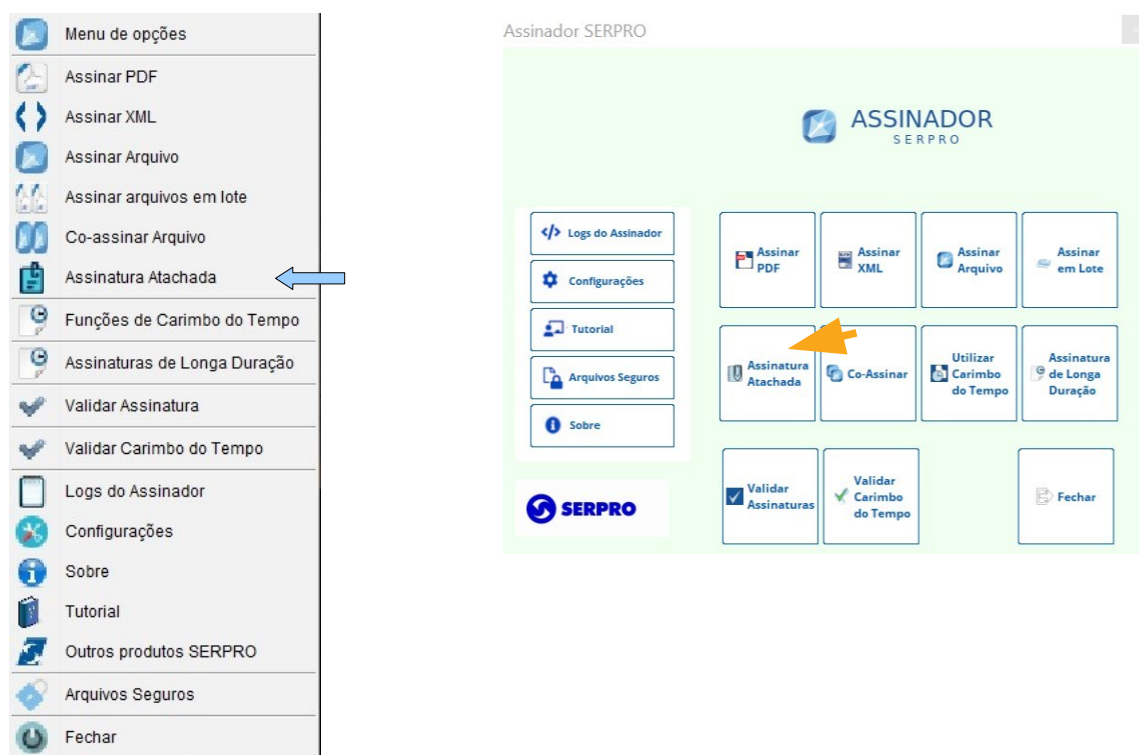 Menu de opções
Assinar PDF
Assinar XML
Assinar Arquivo
Assinar arquivos em lote
Co-assinar Arquivo
Assinatura Atachada
Funções de Carimbo do Tempo
Assinaturas de Longa Duração
Validar Assinatura
Validar Carimbo do Tempo
Logs do Assinador
Configurações
Sobre
Tutorial
Outros produtos SERPRO
Arquivos Seguros
Fechar
Assinador SERPRO
ASSINADOR
SERPRO
Logs do Assinador
Configurações
Tutorial
Arquivos Seguros
Sobre
SERPRO
Assinar
PDF
Assinar
XML
Assinar
Arquivo
Assinar
em Lote
Assinatura
Atachada
Co-Assinar
Utilizar
Carimbo
do Tempo
Assinatura
de Longa
Duração
Validar
Assinaturas
Validar
Carimbo
do Tempo
Fechar